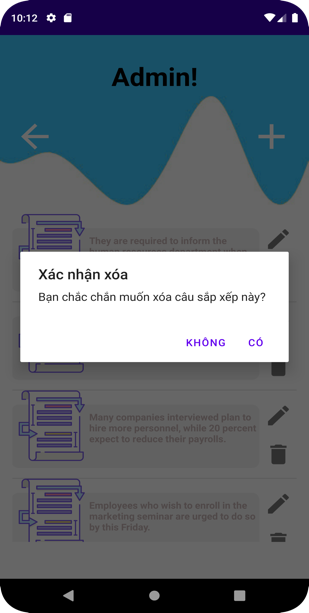 10:12
Admin!
They are required to inform the
Xác nhận xóa
Bạn chắc chắn muốn xóa câu sắp xếp này?
KHÔNG
CÓ
Many companies interviewed plan to
hire more personnel, while 20 percent
expect to reduce their payrolls.
Employees who wish to enroll in the
marketing seminar are urged to do so
by this Friday.